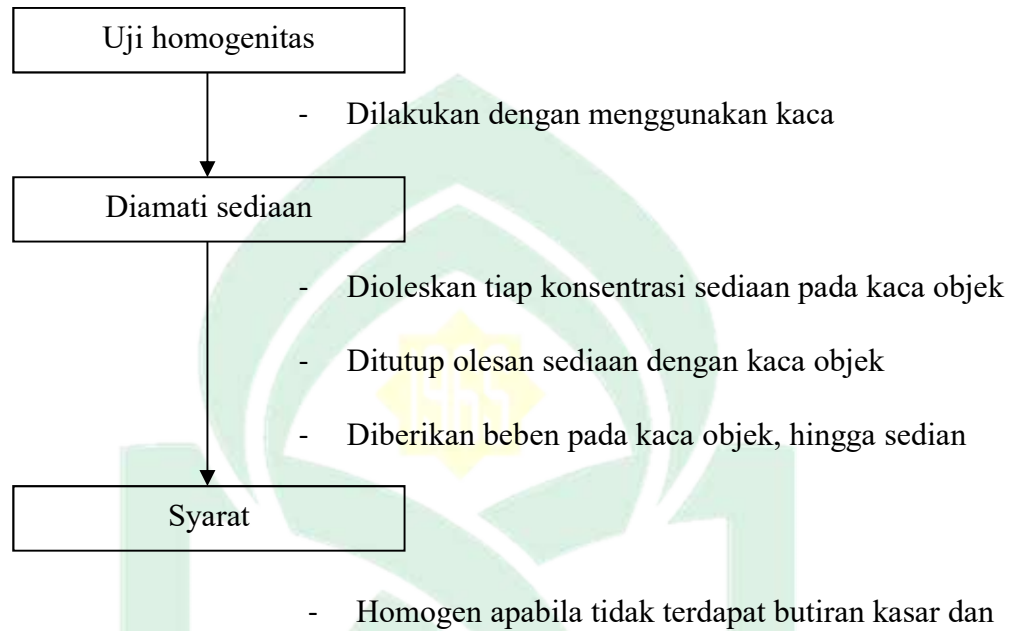 Uji homogenitas
- Dilakukan dengan menggunakan kaca
Diamati sediaan
- Dioleskan tiap konsentrasi sediaan pada kaca objek
- Ditutup olesan sediaan dengan kaca objek
1965
- Diberikan beben pada kaca objek, hingga sedian
Syarat
- Homogen apabila tidak terdapat butiran kasar dan